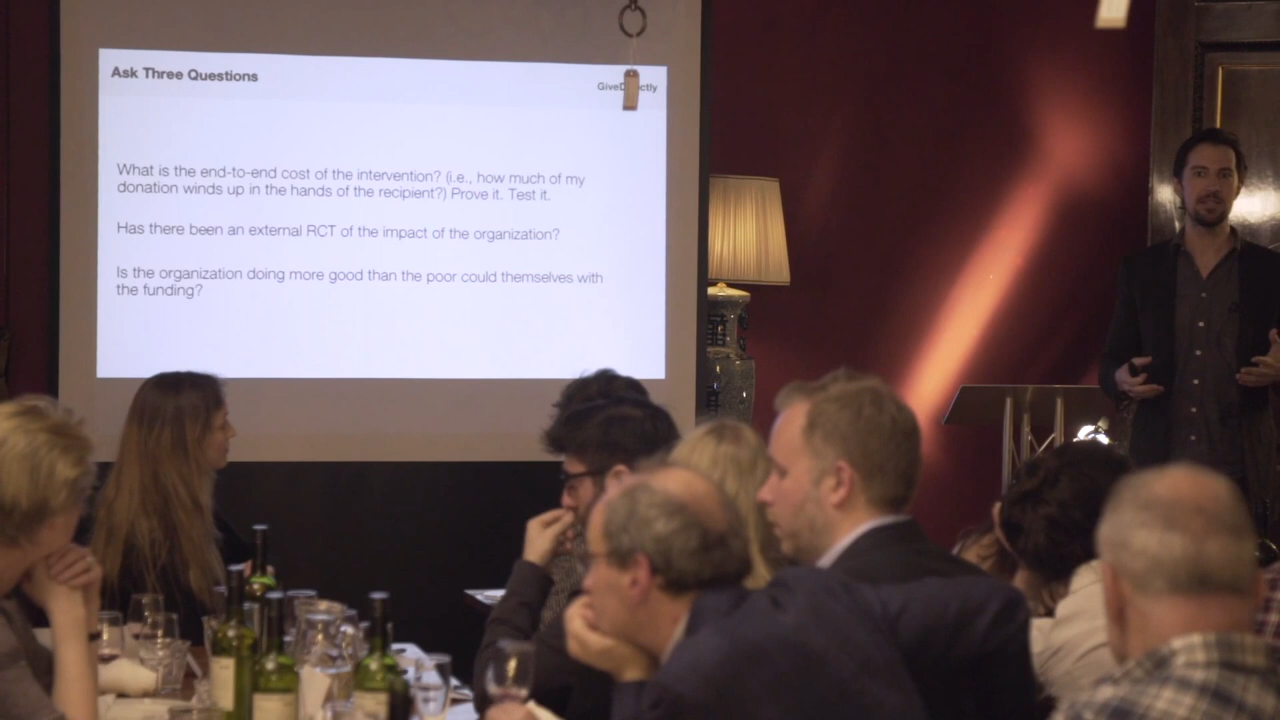 Ask Three Questions
What is the end-to-end cost of the intervention? (i.e., how much of my
donation winds up in the hands of the recipient?) Prove it. Test it.
Has there been an external RCT of the impact of the organization?
Is the organization doing more good than the poor could themselves with
the funding?